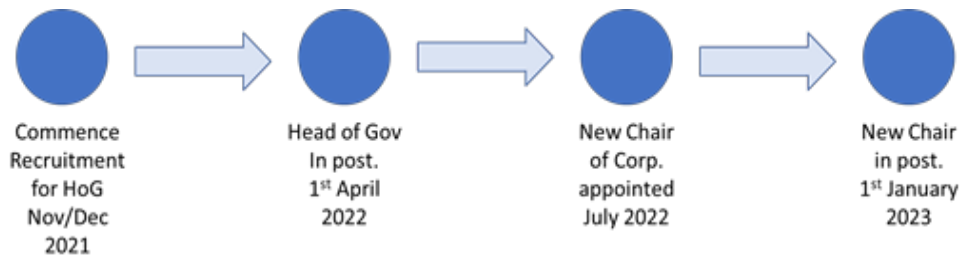 Commence
Recruitment
for HoG
Nov/Dec
2021
Head of Gov
In post.
1st April
2022
New Chair
of Corp.
appointed
July 2022
New Chair
in post.
1st January
2023